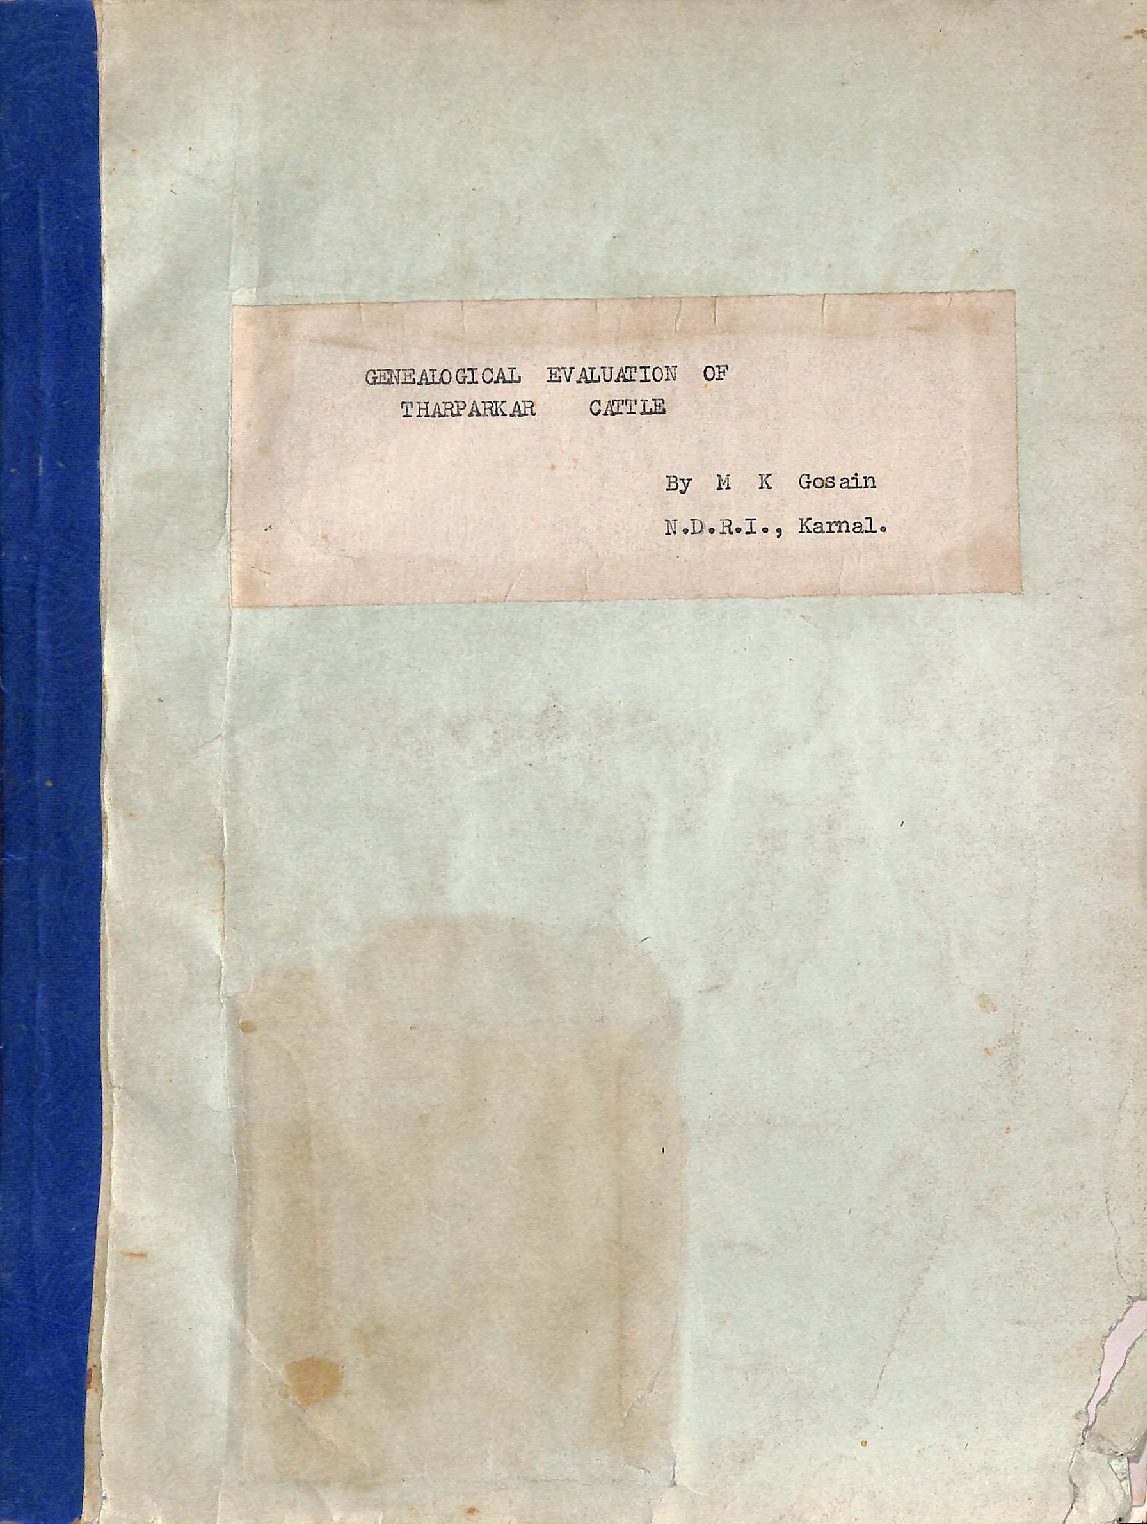 GENEALOGICAL EVALUATION OF
THARPARKAR CATTLE
By M K Gosain
N.D.R.I., Karnal.